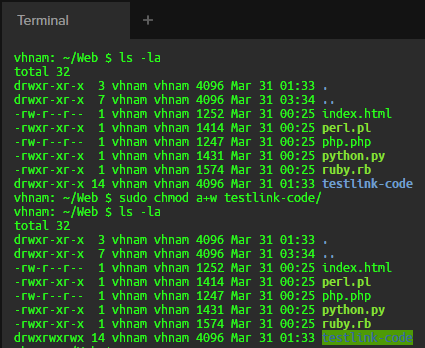 Terminal +
vhnam: ~/Web $ ls -la
total 32
drwxr-xr-x  3 vhnam vhnam 4096 Mar 31 01:33 .
drwxr-xr-x  7 vhnam vhnam 4096 Mar 31 03:34 ..
-rw-r--r--  1 vhnam vhnam 1252 Mar 31 00:25 index.html
-rwxr-xr-x  1 vhnam vhnam 1414 Mar 31 00:25 perl.pl
-rw-r--r--  1 vhnam vhnam 1247 Mar 31 00:25 php.php
-rwxr-xr-x  1 vhnam vhnam 1431 Mar 31 00:25 python.py
-rwxr-xr-x  1 vhnam vhnam 1574 Mar 31 00:25 ruby.rb
drwxr-xr-x 14 vhnam vhnam 4096 Mar 31 01:33 testlink-code
vhnam: ~/Web $ sudo chmod a+w testlink-code/
vhnam: ~/Web $ ls -la
total 32
drwxr-xr-x  3 vhnam vhnam 4096 Mar 31 01:33 .
drwxr-xr-x  7 vhnam vhnam 4096 Mar 31 03:34 ..
-rw-r--r--  1 vhnam vhnam 1252 Mar 31 00:25 index.html
-rwxr-xr-x  1 vhnam vhnam 1414 Mar 31 00:25 perl.pl
-rw-r--r--  1 vhnam vhnam 1247 Mar 31 00:25 php.php
-rwxr-xr-x  1 vhnam vhnam 1431 Mar 31 00:25 python.py
-rwxr-xr-x  1 vhnam vhnam 1574 Mar 31 00:25 ruby.rb
drwxrwxrwx 14 vhnam vhnam 4096 Mar 31 01:33 testlink-code